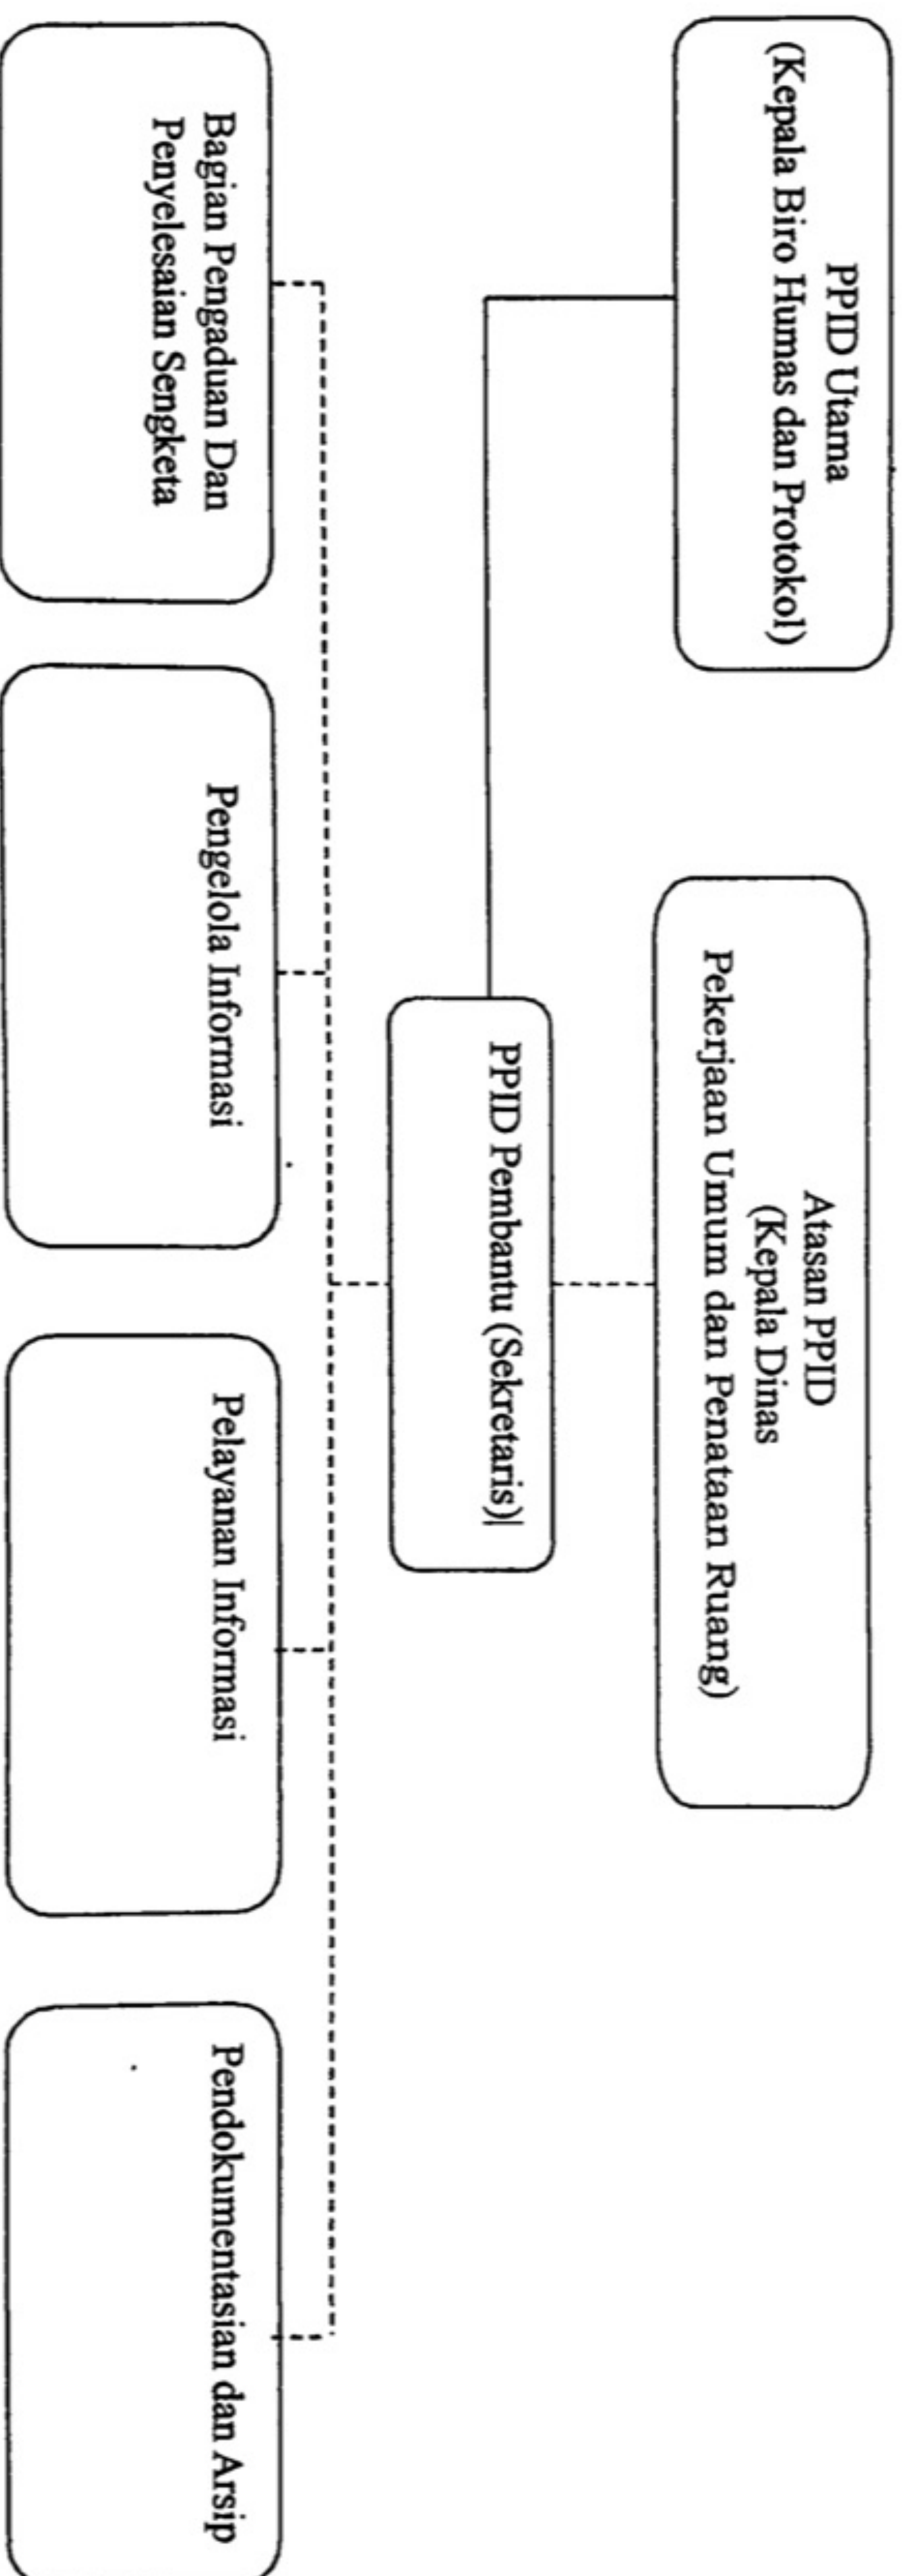 PPID Utama
(Kepala Biro Humas dan Protokol)
Atasan PPID
(Kepala Dinas
Pekerjaan Umum dan Penataan Ruang)
PPID Pembantu (Sekretaris)|
Bagian Pengaduan Dan
Penyelesaian Sengketa
Pengelola Informasi
Pelayanan Informasi
Pendokumentasian dan Arsip